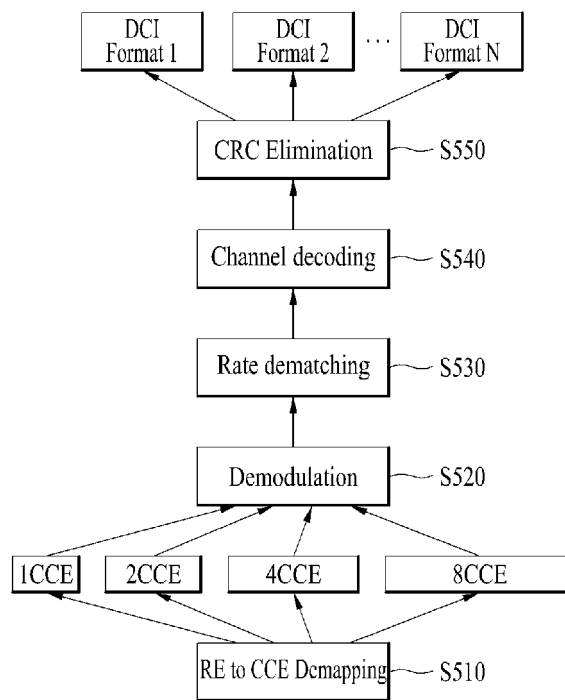 DCI
Format 1
DCI
Format 2
...
DCI
Format N
CRC Elimination
S550
Channel decoding
S540
Rate dematching
S530
Demodulation
S520
1CCE
2CCE
4CCE
8CCE
RE to CCE Demapping
S510